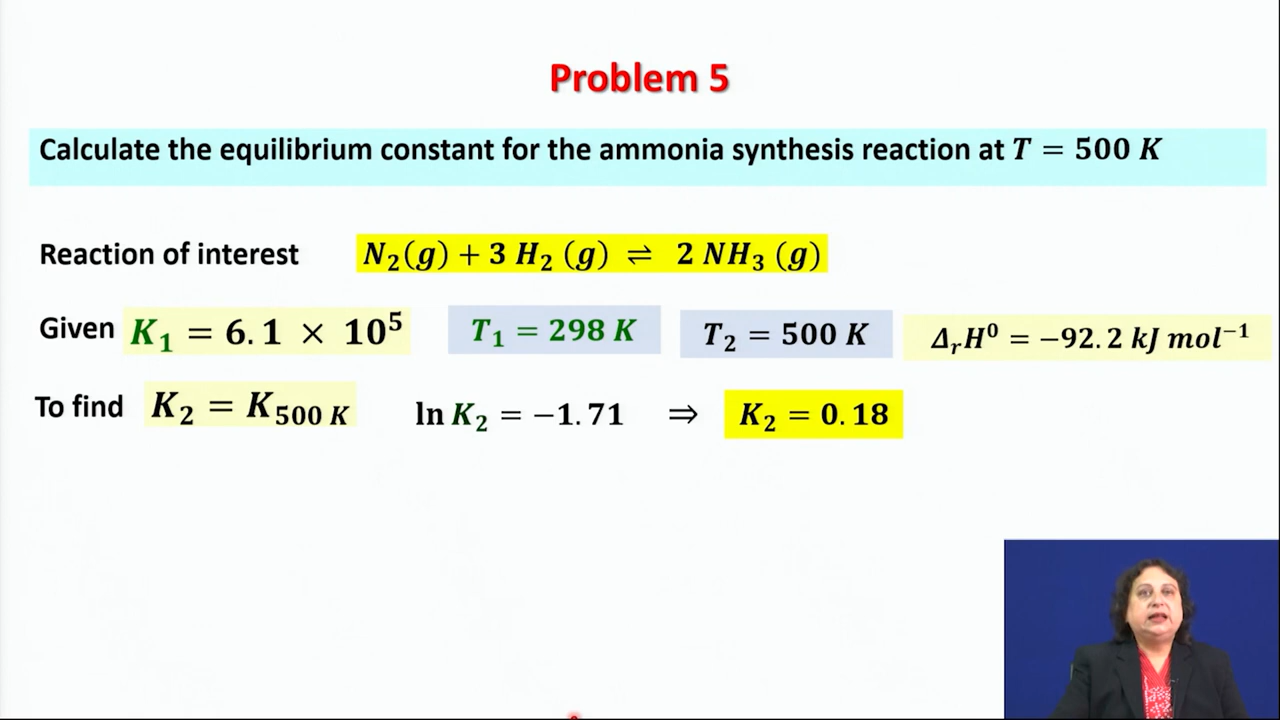 Problem 5
Calculate the equilibrium constant for the ammonia synthesis reaction at T = 500 K
Reaction of interest N₂(g) + 3 H₂ (g) ⇌ 2 NH₃ (g)
Given K₁ = 6.1 × 10⁵ T₁ = 298 K T₂ = 500 K ΔᵣH⁰ = −92.2 kJ mol⁻¹
To find K₂ = K₅₀₀ K ln K₂ = −1.71 ⇒ K₂ = 0.18